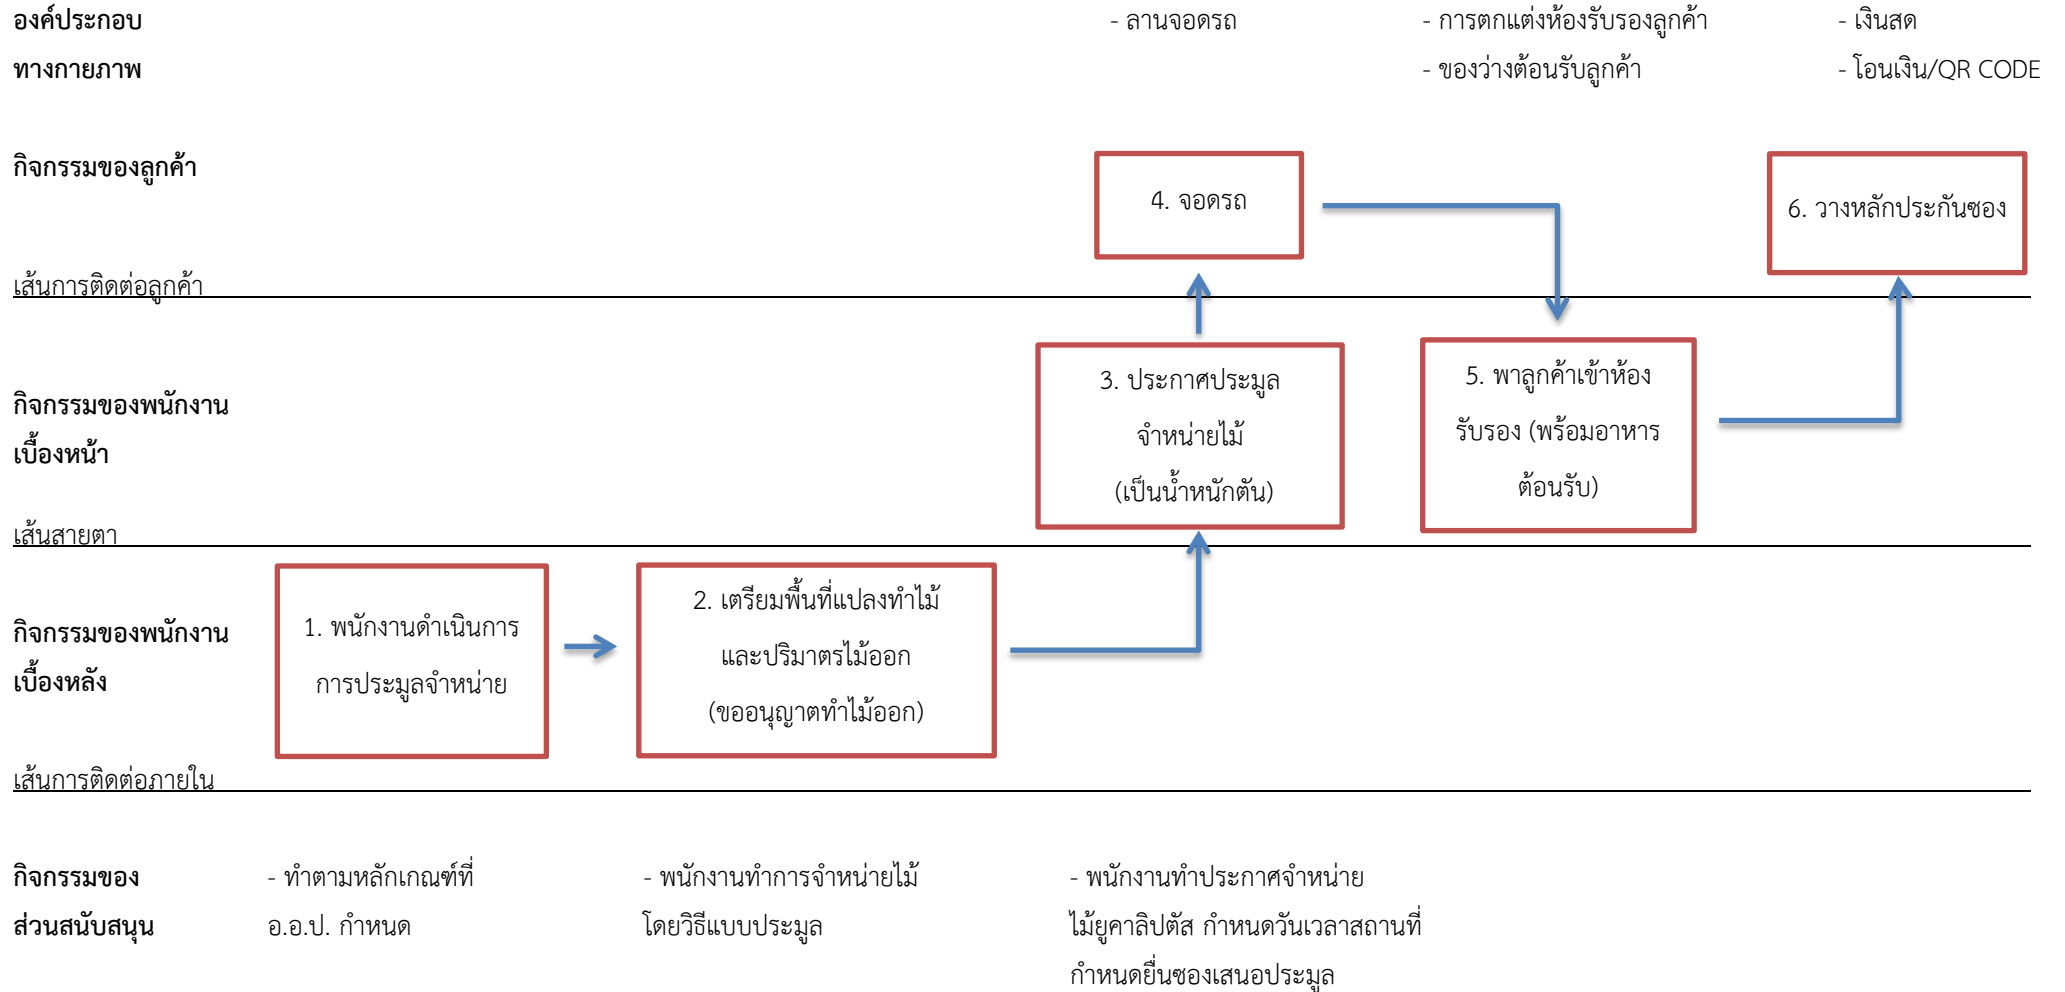 องค์ประกอบ
ทางกายภาพ
- ลานจอดรถ
- การตกแต่งห้องรับรองลูกค้า
- ของว่างต้อนรับลูกค้า
- เงินสด
- โอนเงิน/QR CODE
กิจกรรมของลูกค้า
4. จอดรถ
6. วางหลักประกันซอง
เส้นการติดต่อลูกค้า
กิจกรรมของพนักงาน
เบื้องหน้า
3. ประกาศประมูล
จำหน่ายไม้
(เป็นน้ำหนักตัน)
5. พาลูกค้าเข้าห้อง
รับรอง (พร้อมอาหาร
ต้อนรับ)
เส้นสายตา
กิจกรรมของพนักงาน
เบื้องหลัง
1. พนักงานดำเนินการ
การประมูลจำหน่าย
2. เตรียมพื้นที่แปลงทำไม้
และปริมาตรไม้ออก
(ขออนุญาตทำไม้ออก)
เส้นการติดต่อภายใน
กิจกรรมของ
ส่วนสนับสนุน
- ทำตามหลักเกณฑ์ที่
อ.อ.ป. กำหนด
- พนักงานทำการจำหน่ายไม้
โดยวิธีแบบประมูล
- พนักงานทำประกาศจำหน่าย
ไม้ยูคาลิปตัส กำหนดวันเวลาสถานที่
กำหนดยื่นซองเสนอประมูล